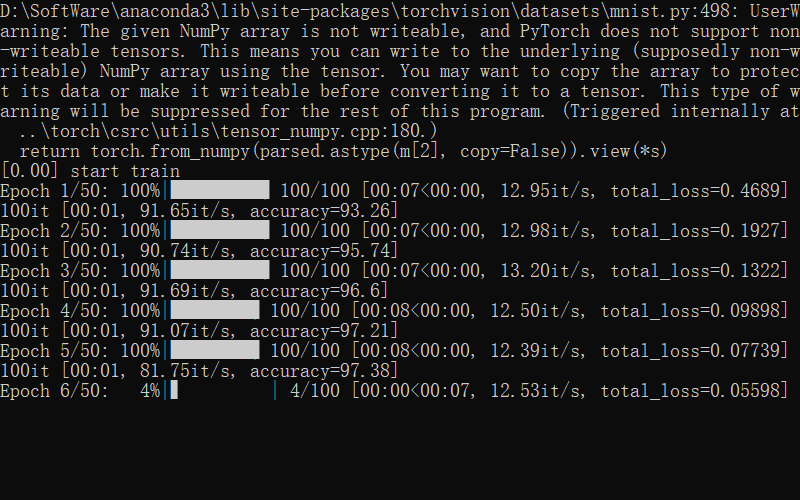 D:\SoftWare\anaconda3\lib\site-packages\torchvision\datasets\mnist.py:498: UserW
arning: The given NumPy array is not writeable, and PyTorch does not support non
-writeable tensors. This means you can write to the underlying (supposedly non-w
riteable) NumPy array using the tensor. You may want to copy the array to protec
t its data or make it writeable before converting it to a tensor. This type of w
arning will be suppressed for the rest of this program. (Triggered internally at
  ..\torch\csrc\utils\tensor_numpy.cpp:180.)
  return torch.from_numpy(parsed.astype(m[2], copy=False)).view(*s)
[0.00] start train
Epoch 1/50: 100%|██████████| 100/100 [00:07<00:00, 12.95it/s, total_loss=0.4689]
100it [00:01, 91.65it/s, accuracy=93.26]
Epoch 2/50: 100%|██████████| 100/100 [00:07<00:00, 12.98it/s, total_loss=0.1927]
100it [00:01, 90.74it/s, accuracy=95.74]
Epoch 3/50: 100%|██████████| 100/100 [00:07<00:00, 13.20it/s, total_loss=0.1322]
100it [00:01, 91.69it/s, accuracy=96.6]
Epoch 4/50: 100%|█████████| 100/100 [00:08<00:00, 12.50it/s, total_loss=0.09898]
100it [00:01, 91.07it/s, accuracy=97.21]
Epoch 5/50: 100%|█████████| 100/100 [00:08<00:00, 12.39it/s, total_loss=0.07739]
100it [00:01, 81.75it/s, accuracy=97.38]
Epoch 6/50:   4%|▋          | 4/100 [00:00<00:07, 12.53it/s, total_loss=0.05598]